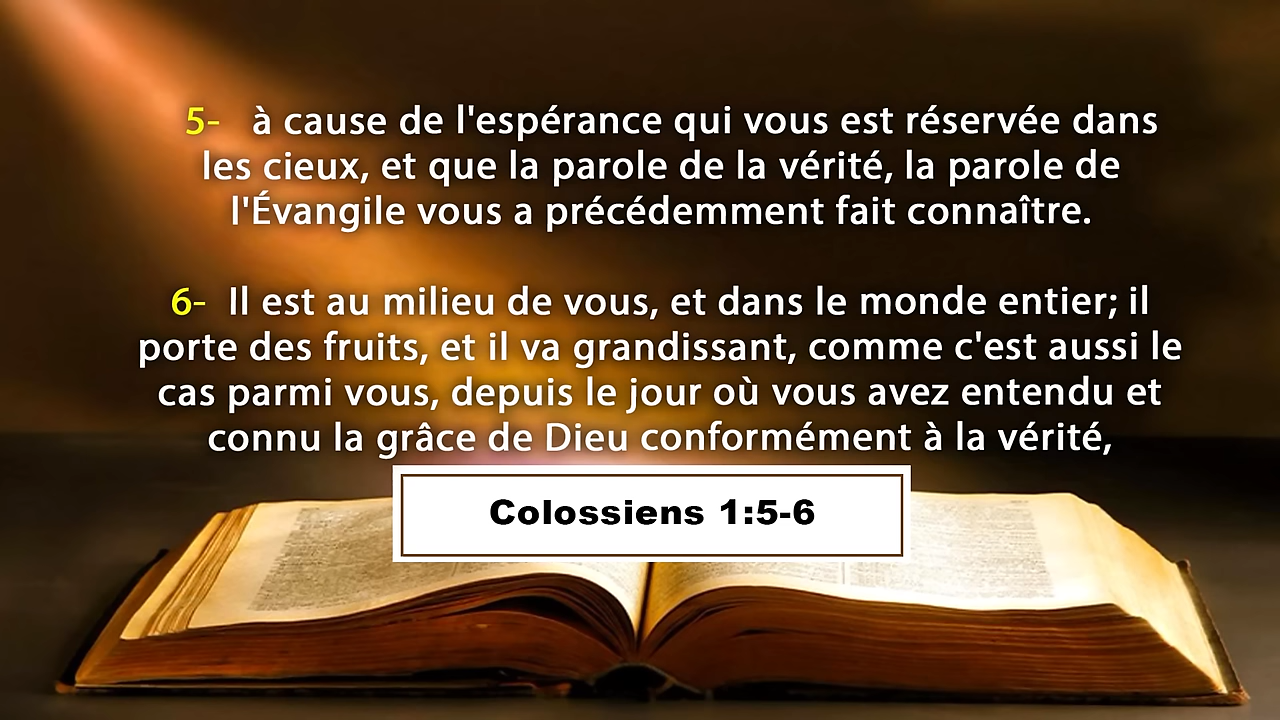 5- à cause de l'espérance qui vous est réservée dans
les cieux, et que la parole de la vérité, la parole de
l'Évangile vous a précédemment fait connaître.
6- Il est au milieu de vous, et dans le monde entier; il
porte des fruits, et il va grandissant, comme c'est aussi le
cas parmi vous, depuis le jour où vous avez entendu et
connu la grâce de Dieu conformément à la vérité,
Colossiens 1:5-6